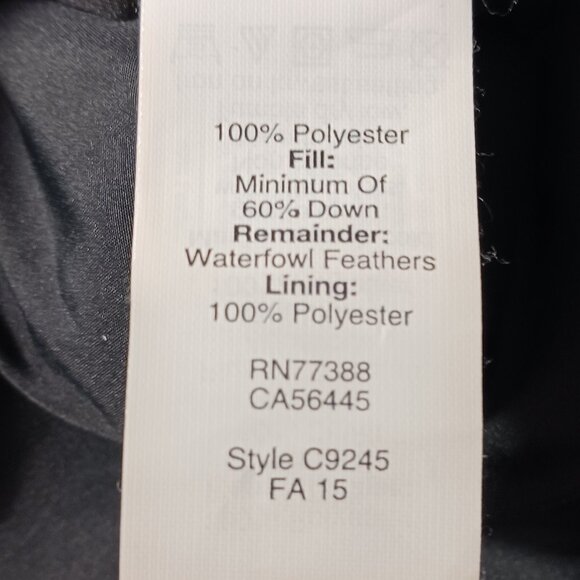 100% Polyester
Fill:
Minimum Of
60% Down
Remainder:
Waterfowl Feathers
Lining:
100% Polyester
RN77388
CA56445
Style C9245
FA 15